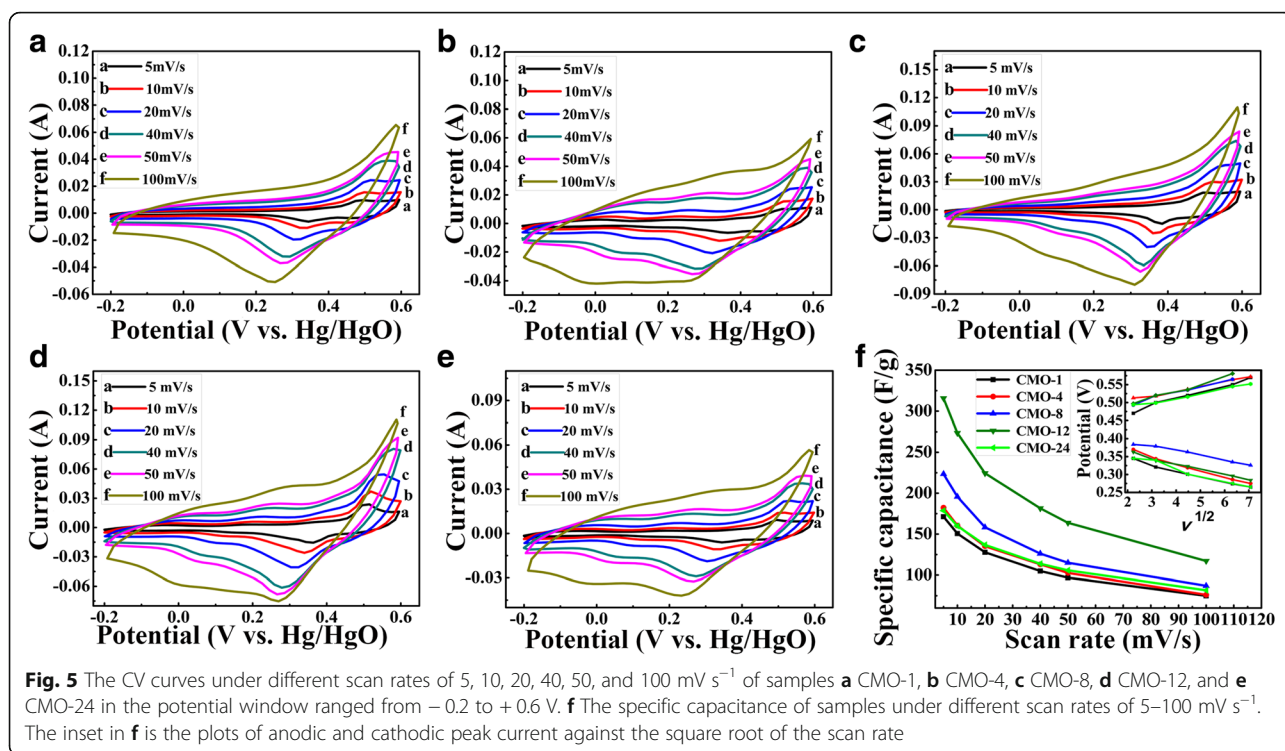 a
0.12
0.10
0.08
0.06
0.04
0.02
0.00
-0.02
-0.04
-0.06
Current (A)
a 5mV/s
b 10mV/s
c 20mV/s
d 40mV/s
e 50mV/s
f 100mV/s
f
e
d
c
b
a
-0.2 0.0 0.2 0.4 0.6
Potential (V vs. Hg/HgO)
b
0.12
0.10
0.08
0.06
0.04
0.02
0.00
-0.02
-0.04
Current (A)
a 5mV/s
b 10mV/s
c 20mV/s
d 40mV/s
e 50mV/s
f 100mV/s
f
e
d
c
b
a
-0.2 0.0 0.2 0.4 0.6
Potential (V vs. Hg/HgO)
c
0.15
0.12
0.09
0.06
0.03
0.00
-0.03
-0.06
-0.09
Current (A)
a 5 mV/s
b 10 mV/s
c 20 mV/s
d 40 mV/s
e 50 mV/s
f 100 mV/s
f
e
d
c
b
a
-0.2 0.0 0.2 0.4 0.6
Potential (V vs. Hg/HgO)
d
0.15
0.12
0.09
0.06
0.03
0.00
-0.03
-0.06
Current (A)
a 5 mV/s
b 10 mV/s
c 20 mV/s
d 40 mV/s
e 50 mV/s
f 100 mV/s
f
e
d
c
b
a
-0.2 0.0 0.2 0.4 0.6
Potential (V vs. Hg/HgO)
e
0.09
0.06
0.03
0.00
-0.03
Current (A)
a 5 mV/s
b 10 mV/s
c 20 mV/s
d 40 mV/s
e 50 mV/s
f 100 mV/s
f
e
d
c
b
a
-0.2 0.0 0.2 0.4 0.6
Potential (V vs. Hg/HgO)
f
350
300
250
200
150
100
Specific capacitance (F/g)
CMO-1
CMO-4
CMO-8
CMO-12
CMO-24
0.55
0.50
0.45
0.40
0.35
0.30
0.25
Potential (V)
2 3 4 5 6 7
v 1/2
10 20 30 40 50 60 70 80 90 100 110 120
Scan rate (mV/s)
Fig. 5 The CV curves under different scan rates of 5, 10, 20, 40, 50, and 100 mV s−1 of samples a CMO-1, b CMO-4, c CMO-8, d CMO-12, and e
CMO-24 in the potential window ranged from − 0.2 to + 0.6 V. f The specific capacitance of samples under different scan rates of 5–100 mV s−1.
The inset in f is the plots of anodic and cathodic peak current against the square root of the scan rate